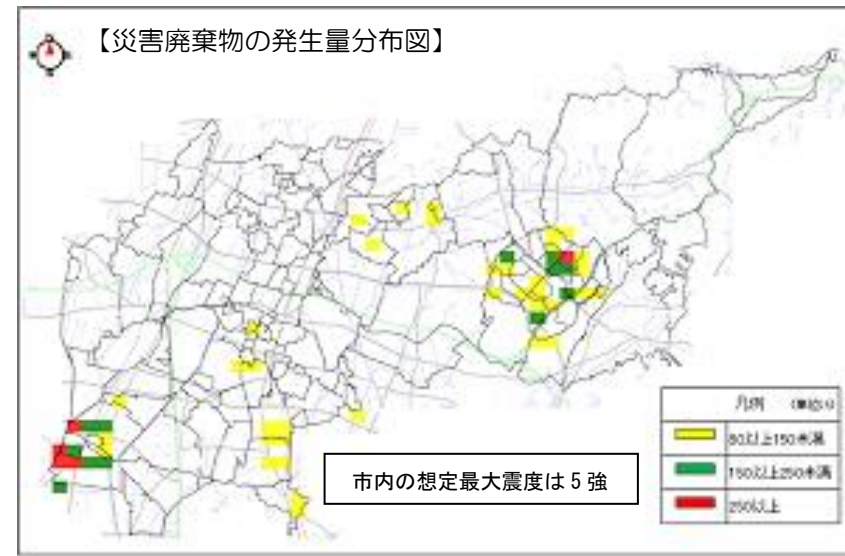 【災害廃棄物の発生量分布図】
市内の想定最大震度は5強
凡例 (単位:t)
80以上150未満
150以上250未満
250以上